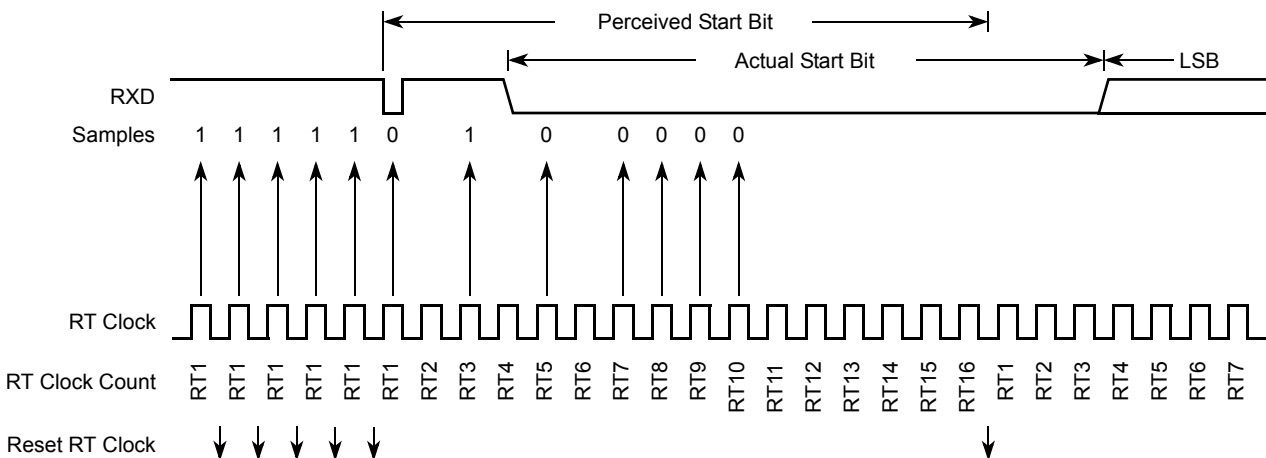 Perceived Start Bit
Actual Start Bit
LSB
RXD
Samples 1 1 1 1 1 0 1 0 0 0 0 0
RT Clock
RT Clock Count RT1 RT1 RT1 RT1 RT1 RT1 RT2 RT3 RT4 RT5 RT6 RT7 RT8 RT9 RT10 RT11 RT12 RT13 RT14 RT15 RT16 RT1 RT2 RT3 RT4 RT5 RT6 RT7
Reset RT Clock